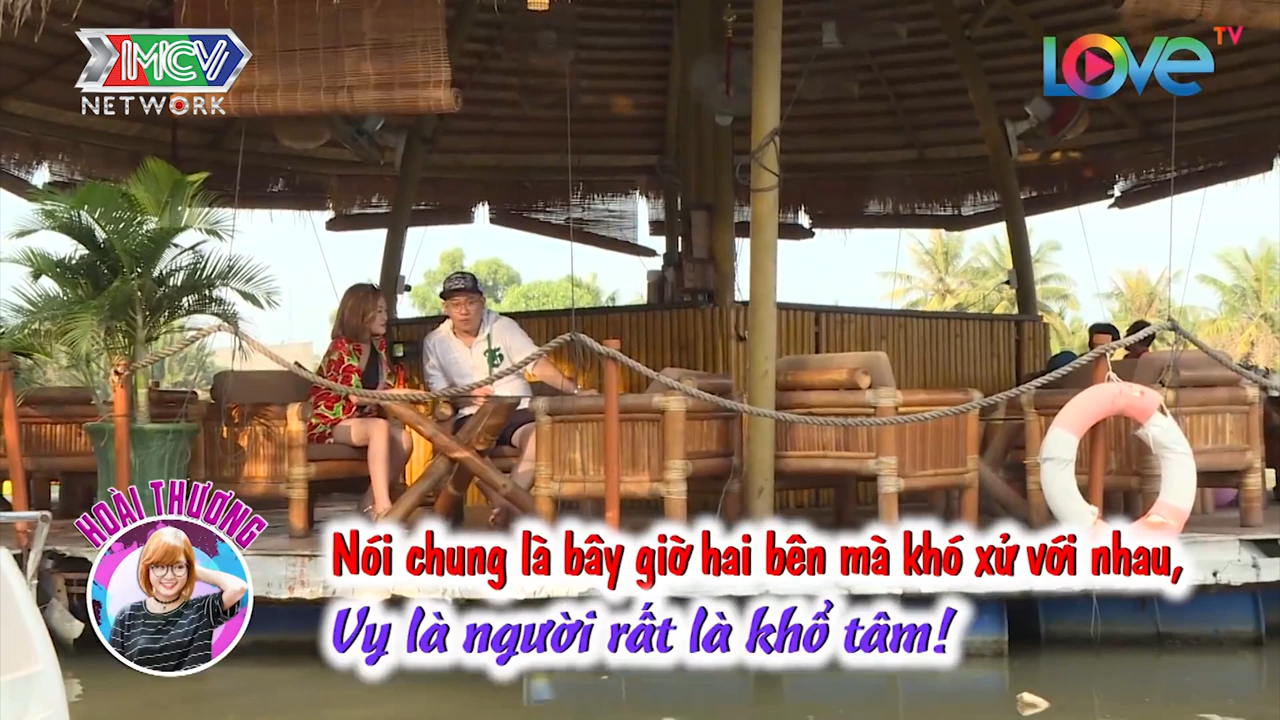 MCV
NETWORK
LOVE TV
HOÀI THƯƠNG
Nói chung là bây giờ hai bên mà khó xử với nhau,
Vy là người rất là khổ tâm!